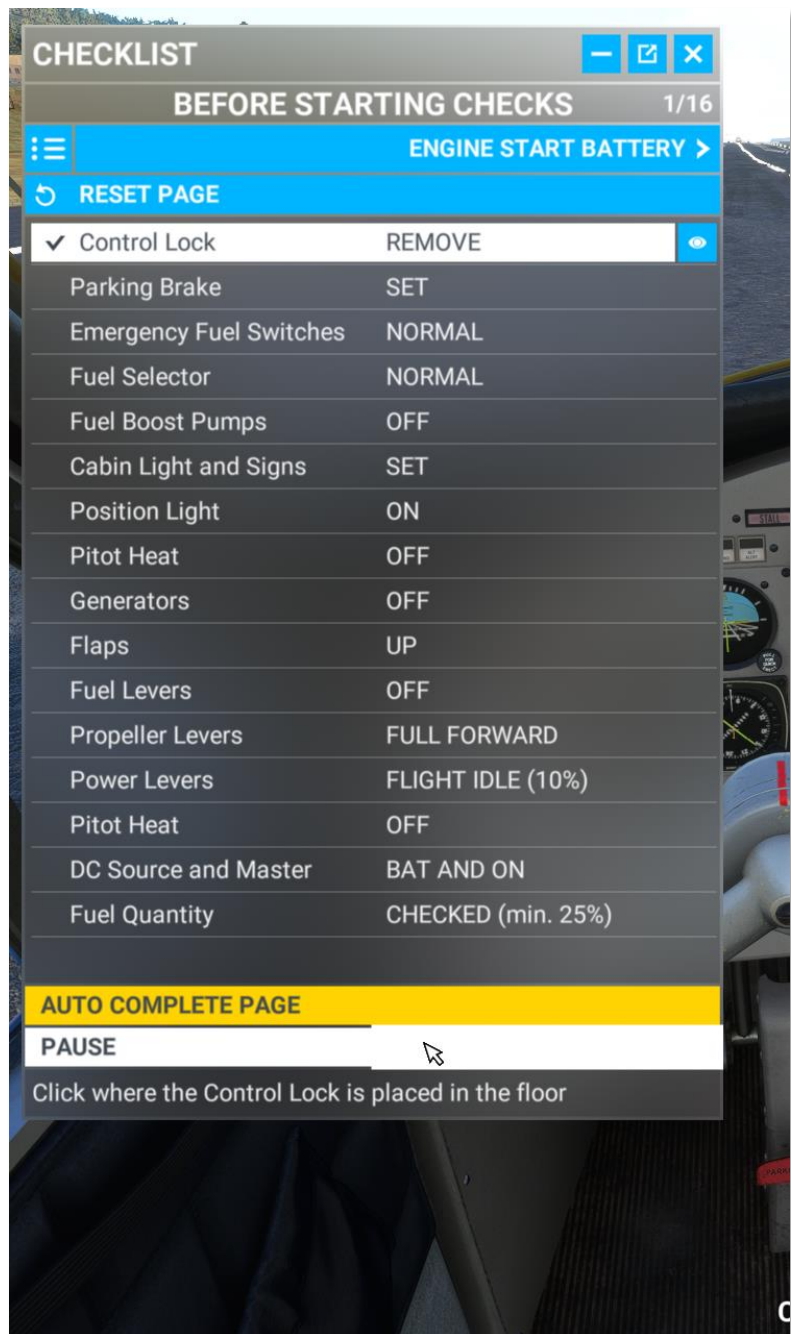 CHECKLIST
BEFORE STARTING CHECKS 1/16
ENGINE START BATTERY >
RESET PAGE
✓ Control Lock REMOVE
Parking Brake SET
Emergency Fuel Switches NORMAL
Fuel Selector NORMAL
Fuel Boost Pumps OFF
Cabin Light and Signs SET
Position Light ON
Pitot Heat OFF
Generators OFF
Flaps UP
Fuel Levers OFF
Propeller Levers FULL FORWARD
Power Levers FLIGHT IDLE (10%)
Pitot Heat OFF
DC Source and Master BAT AND ON
Fuel Quantity CHECKED (min. 25%)
AUTO COMPLETE PAGE
PAUSE
Click where the Control Lock is placed in the floor
STALL
PARK